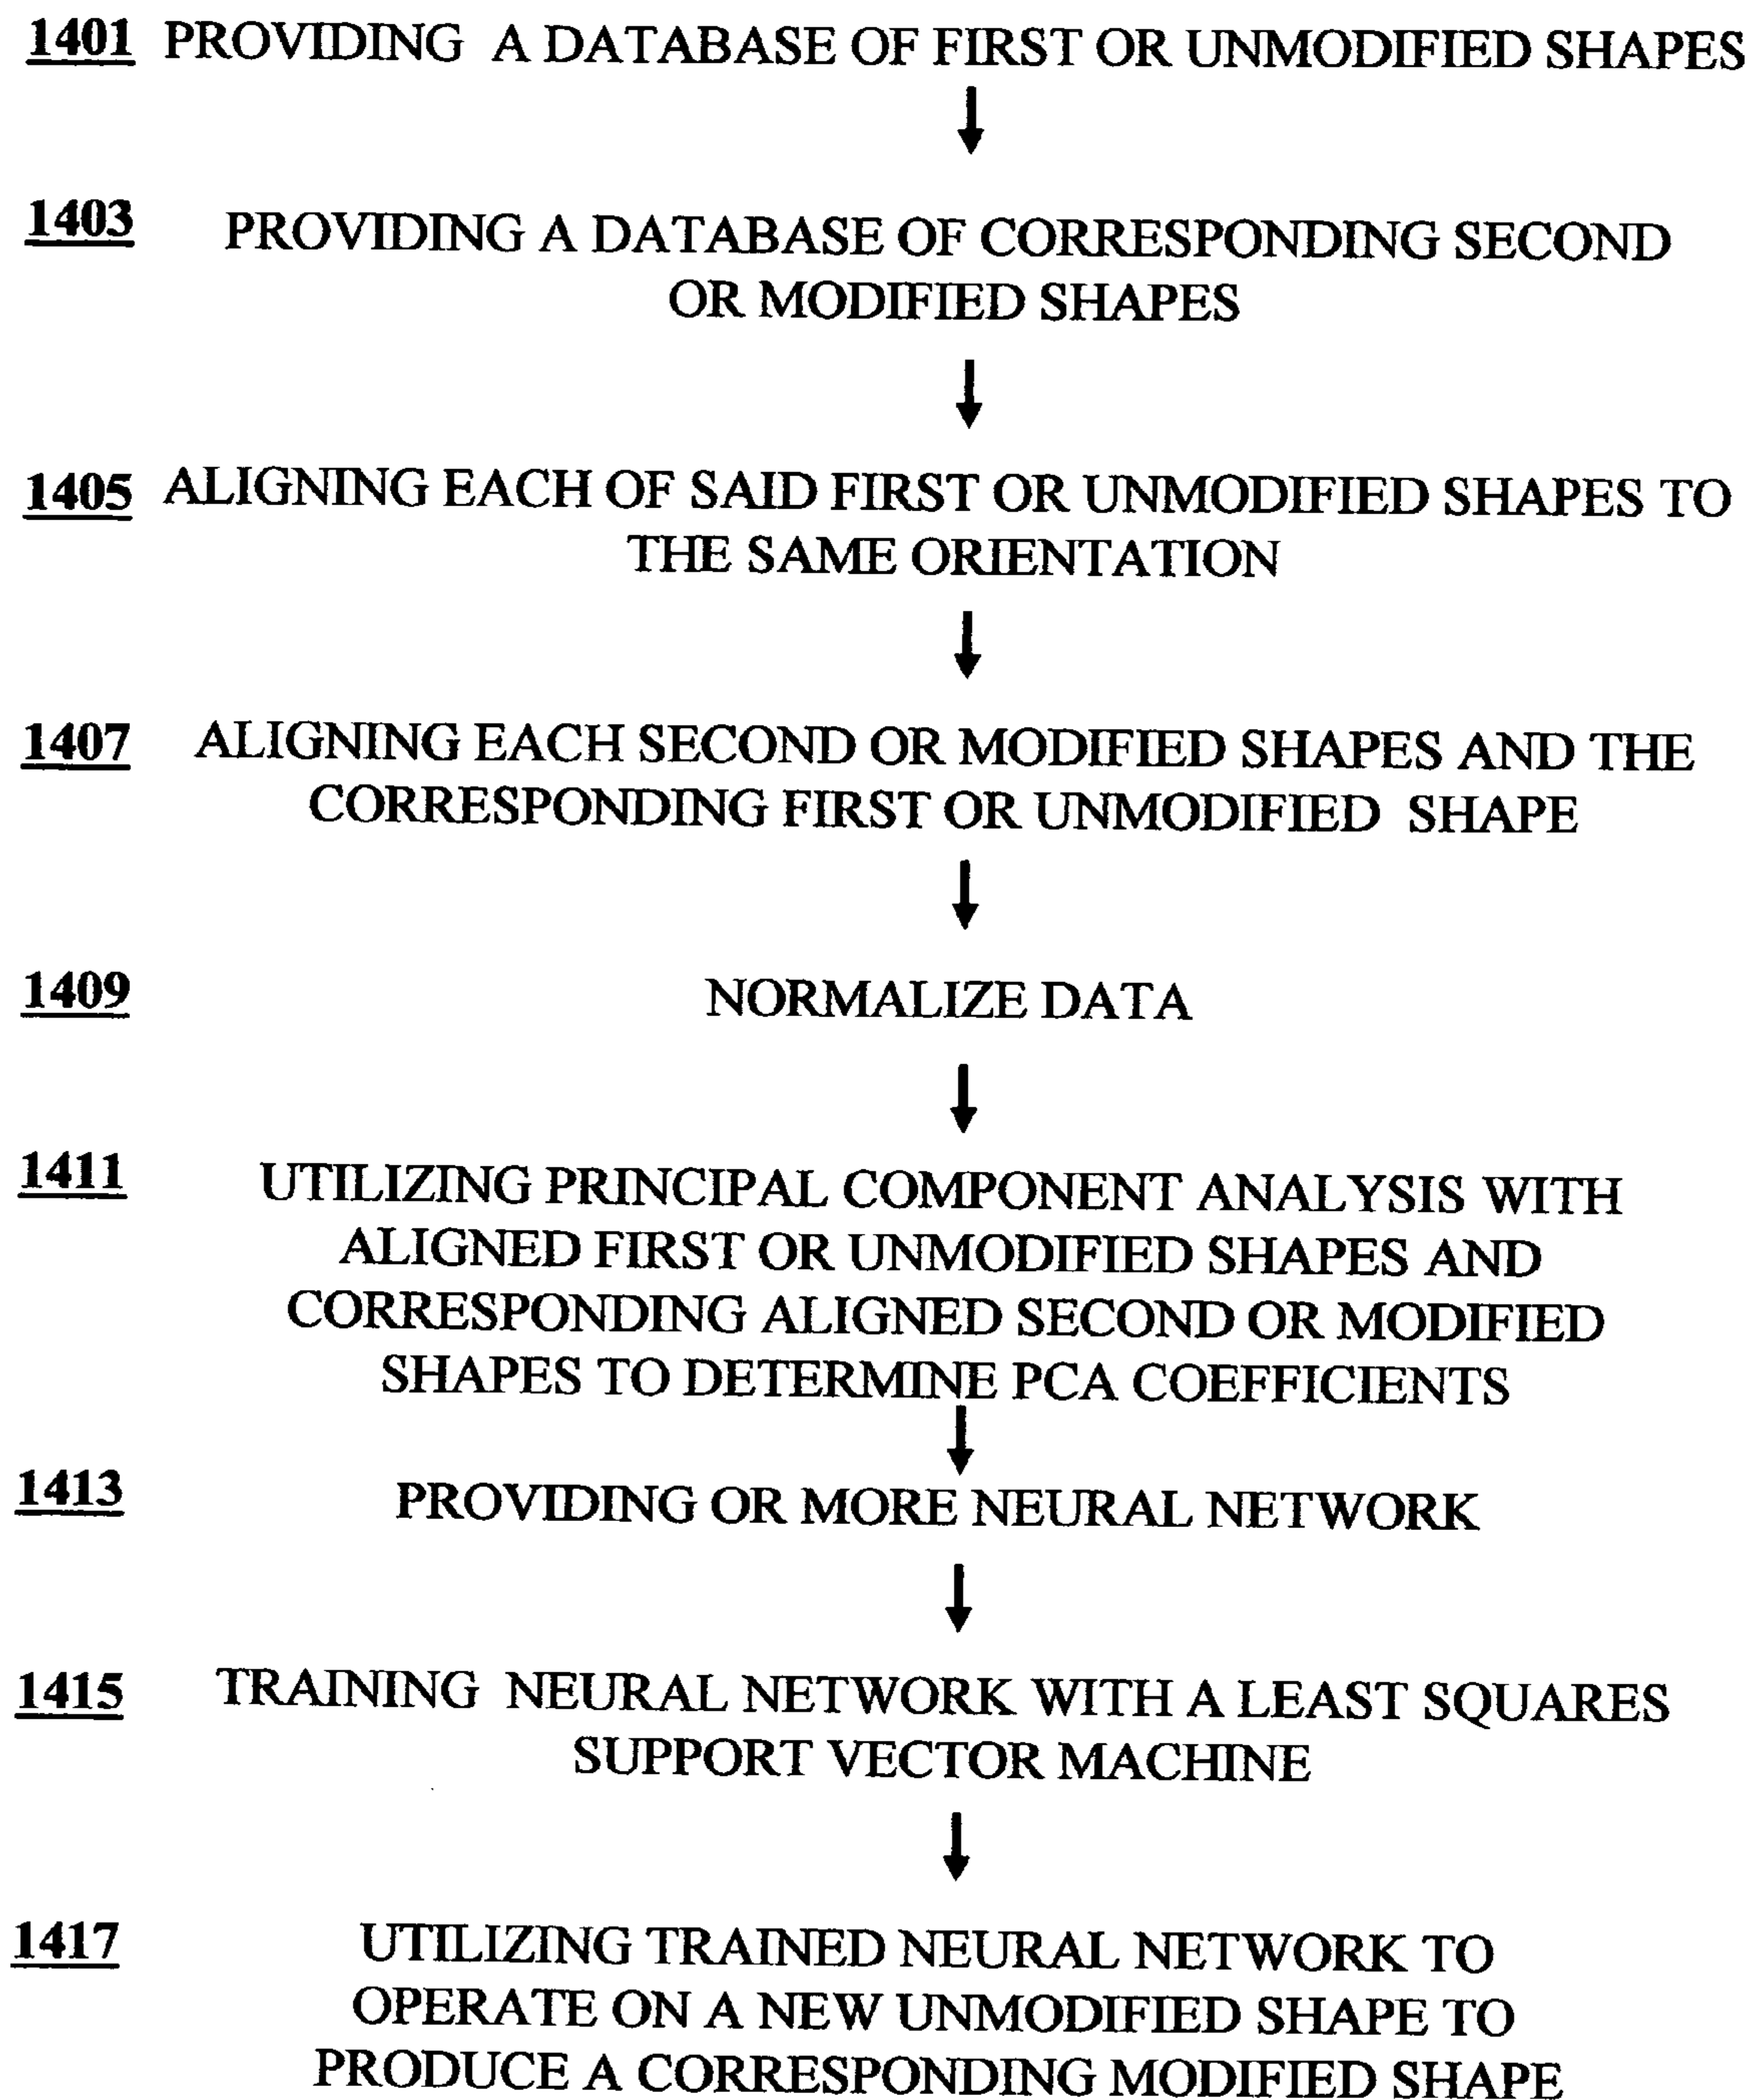 1401 PROVIDING A DATABASE OF FIRST OR UNMODIFIED SHAPES
1403 PROVIDING A DATABASE OF CORRESPONDING SECOND
OR MODIFIED SHAPES
1405 ALIGNING EACH OF SAID FIRST OR UNMODIFIED SHAPES TO
THE SAME ORIENTATION
1407 ALIGNING EACH SECOND OR MODIFIED SHAPES AND THE
CORRESPONDING FIRST OR UNMODIFIED SHAPE
1409 NORMALIZE DATA
1411 UTILIZING PRINCIPAL COMPONENT ANALYSIS WITH
ALIGNED FIRST OR UNMODIFIED SHAPES AND
CORRESPONDING ALIGNED SECOND OR MODIFIED
SHAPES TO DETERMINE PCA COEFFICIENTS
1413 PROVIDING OR MORE NEURAL NETWORK
1415 TRAINING NEURAL NETWORK WITH A LEAST SQUARES
SUPPORT VECTOR MACHINE
1417 UTILIZING TRAINED NEURAL NETWORK TO
OPERATE ON A NEW UNMODIFIED SHAPE TO
PRODUCE A CORRESPONDING MODIFIED SHAPE